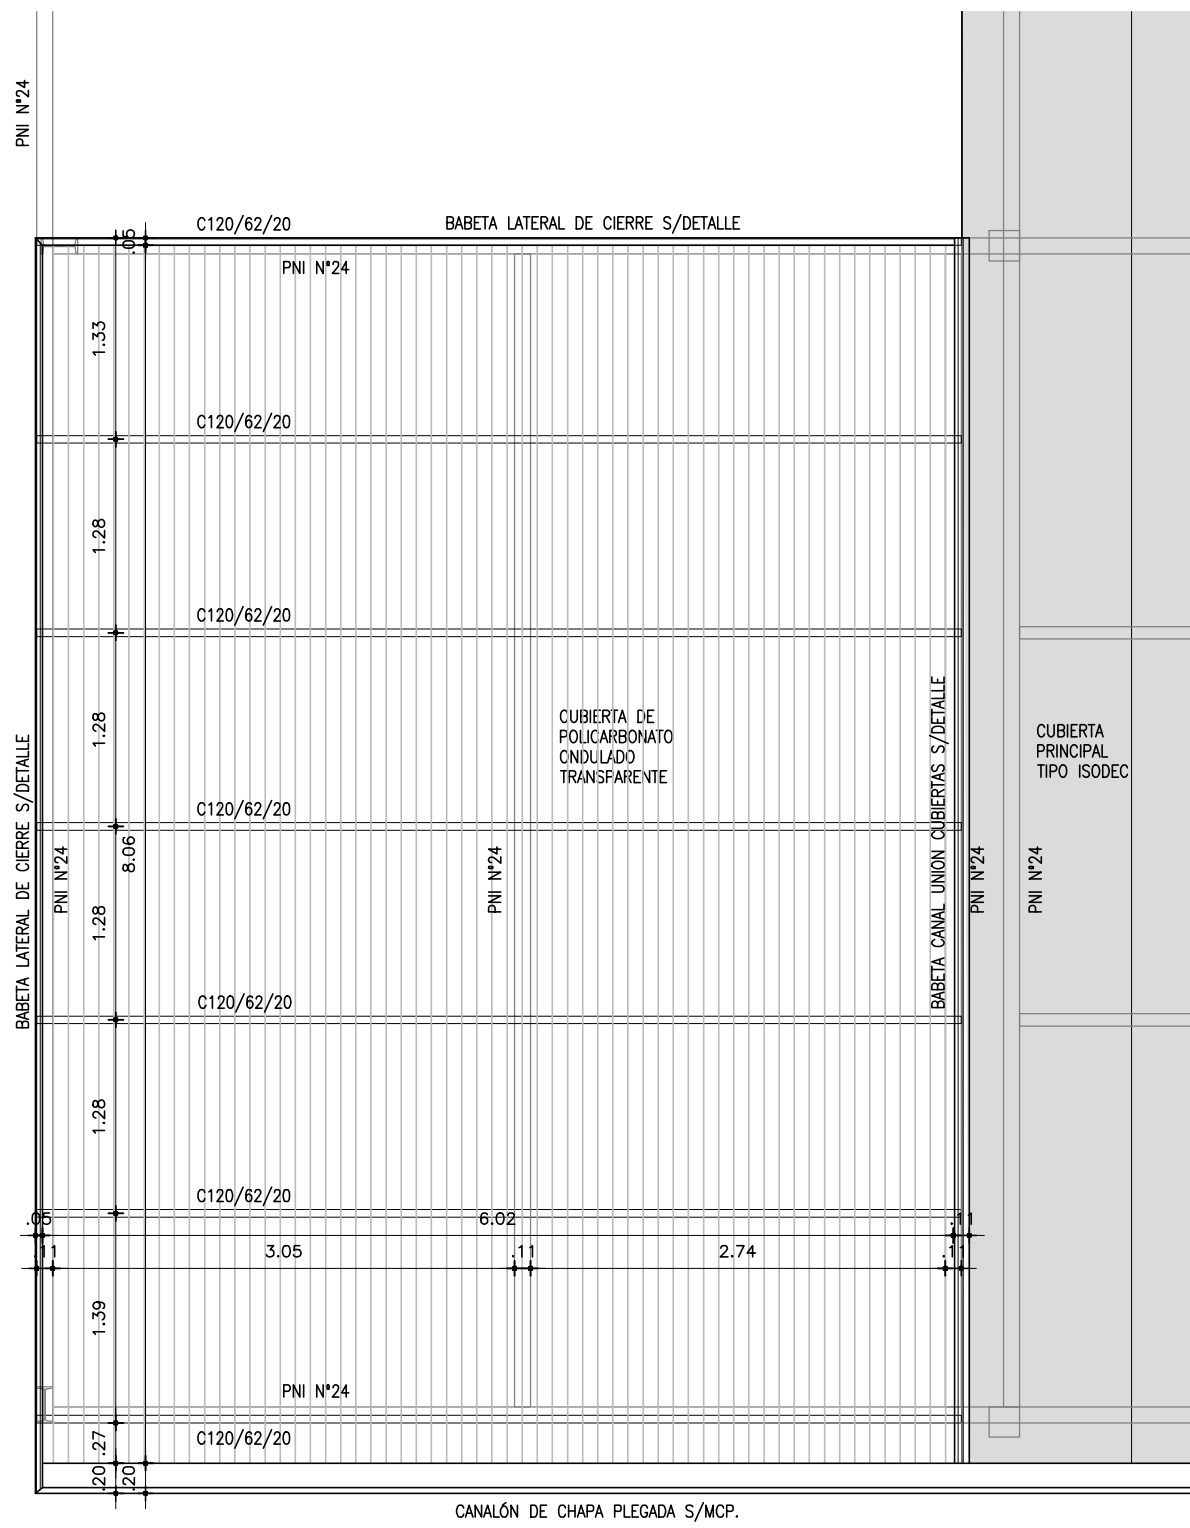 PNI Nº24
C120/62/20
BABETA LATERAL DE CIERRE S/DETALLE
.05
PNI Nº24
1.33
C120/62/20
1.28
C120/62/20
1.28
CUBIERTA DE
POLICARBONATO
ONDULADO
TRANSPARENTE
CUBIERTA
PRINCIPAL
TIPO ISODEC
BABETA LATERAL DE CIERRE S/DETALLE
BABETA CANAL UNION CUBIERTAS S/DETALLE
C120/62/20
8.06
PNI Nº24
PNI Nº24
PNI Nº24
PNI Nº24
1.28
C120/62/20
1.28
C120/62/20
.05
6.02
.11
.11
3.05
.11
2.74
.11
1.39
PNI Nº24
C120/62/20
.27
.20
.20
CANALÓN DE CHAPA PLEGADA S/MCP.